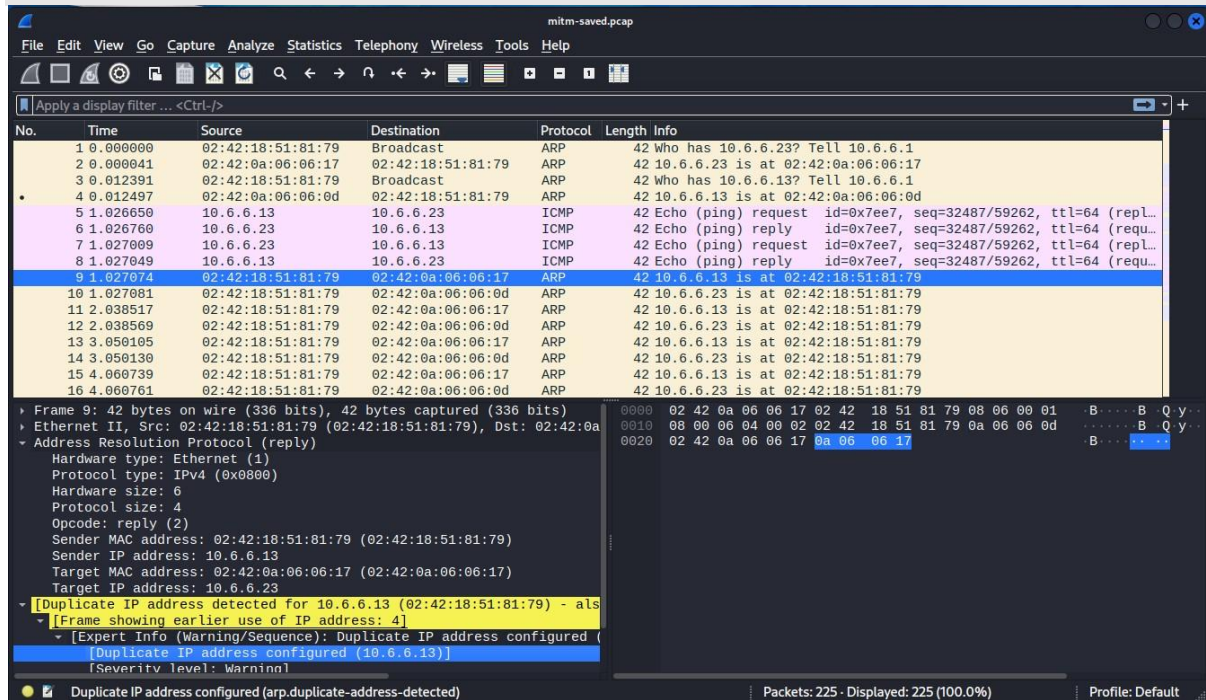 mitm-saved.pcap
File Edit View Go Capture Analyze Statistics Telephony Wireless Tools Help
Apply a display filter ... <Ctrl-/>
No. Time Source Destination Protocol Length Info
1 0.000000 02:42:18:51:81:79 Broadcast ARP 42 Who has 10.6.6.23? Tell 10.6.6.1
2 0.000041 02:42:0a:06:06:17 02:42:18:51:81:79 ARP 42 10.6.6.23 is at 02:42:0a:06:06:17
3 0.012391 02:42:18:51:81:79 Broadcast ARP 42 Who has 10.6.6.13? Tell 10.6.6.1
4 0.012497 02:42:0a:06:06:0d 02:42:18:51:81:79 ARP 42 10.6.6.13 is at 02:42:0a:06:06:0d
5 1.026650 10.6.6.13 10.6.6.23 ICMP 42 Echo (ping) request id=0x7ee7, seq=32487/59262, ttl=64 (repl…
6 1.026760 10.6.6.23 10.6.6.13 ICMP 42 Echo (ping) reply id=0x7ee7, seq=32487/59262, ttl=64 (requ…
7 1.027009 10.6.6.23 10.6.6.13 ICMP 42 Echo (ping) request id=0x7ee7, seq=32487/59262, ttl=64 (repl…
8 1.027049 10.6.6.13 10.6.6.23 ICMP 42 Echo (ping) reply id=0x7ee7, seq=32487/59262, ttl=64 (requ…
9 1.027074 02:42:18:51:81:79 02:42:0a:06:06:17 ARP 42 10.6.6.13 is at 02:42:18:51:81:79
10 1.027081 02:42:18:51:81:79 02:42:0a:06:06:0d ARP 42 10.6.6.23 is at 02:42:18:51:81:79
11 2.038517 02:42:18:51:81:79 02:42:0a:06:06:17 ARP 42 10.6.6.13 is at 02:42:18:51:81:79
12 2.038569 02:42:18:51:81:79 02:42:0a:06:06:0d ARP 42 10.6.6.23 is at 02:42:18:51:81:79
13 3.050105 02:42:18:51:81:79 02:42:0a:06:06:17 ARP 42 10.6.6.13 is at 02:42:18:51:81:79
14 3.050130 02:42:18:51:81:79 02:42:0a:06:06:0d ARP 42 10.6.6.23 is at 02:42:18:51:81:79
15 4.060739 02:42:18:51:81:79 02:42:0a:06:06:17 ARP 42 10.6.6.13 is at 02:42:18:51:81:79
16 4.060761 02:42:18:51:81:79 02:42:0a:06:06:0d ARP 42 10.6.6.23 is at 02:42:18:51:81:79
Frame 9: 42 bytes on wire (336 bits), 42 bytes captured (336 bits)
Ethernet II, Src: 02:42:18:51:81:79 (02:42:18:51:81:79), Dst: 02:42:0a
Address Resolution Protocol (reply)
Hardware type: Ethernet (1)
Protocol type: IPv4 (0x0800)
Hardware size: 6
Protocol size: 4
Opcode: reply (2)
Sender MAC address: 02:42:18:51:81:79 (02:42:18:51:81:79)
Sender IP address: 10.6.6.13
Target MAC address: 02:42:0a:06:06:17 (02:42:0a:06:06:17)
Target IP address: 10.6.6.23
[Duplicate IP address detected for 10.6.6.13 (02:42:18:51:81:79) - als
[Frame showing earlier use of IP address: 4]
[Expert Info (Warning/Sequence): Duplicate IP address configured (
[Duplicate IP address configured (10.6.6.13)]
[Severity level: Warning]
0000 02 42 0a 06 06 17 02 42 18 51 81 79 08 06 00 01 ·B·····B ·Q·y····
0010 08 00 06 04 00 02 02 42 18 51 81 79 0a 06 06 0d ·······B ·Q·y····
0020 02 42 0a 06 06 17 0a 06 06 17 ·B······ ··
Duplicate IP address configured (arp.duplicate-address-detected)
Packets: 225 · Displayed: 225 (100.0%)
Profile: Default